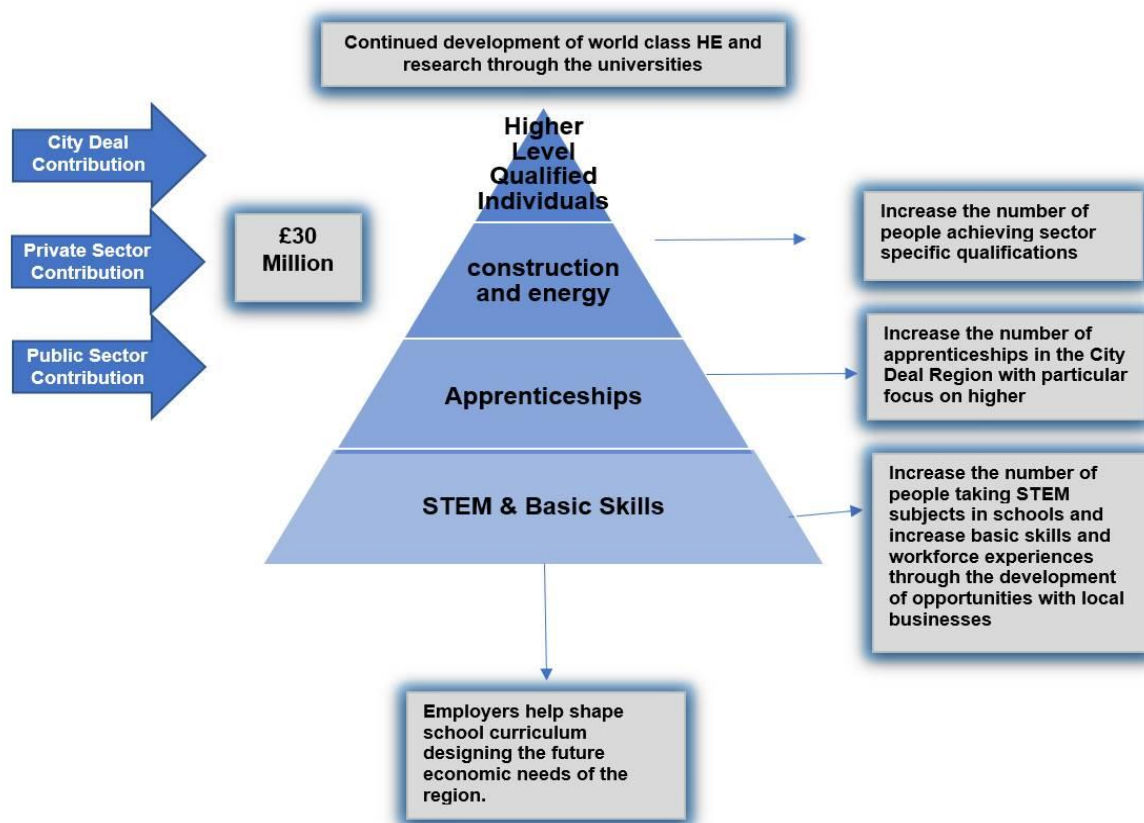 Continued development of world class HE and
research through the universities
City Deal
Contribution
Private Sector
Contribution
Public Sector
Contribution
£30
Million
Higher
Level
Qualified
Individuals
construction
and energy
Apprenticeships
STEM & Basic Skills
Increase the number of
people achieving sector
specific qualifications
Increase the number of
apprenticeships in the City
Deal Region with particular
focus on higher
Increase the number of
people taking STEM
subjects in schools and
increase basic skills and
workforce experiences
through the development
of opportunities with local
businesses
Employers help shape
school curriculum
designing the future
economic needs of the
region.